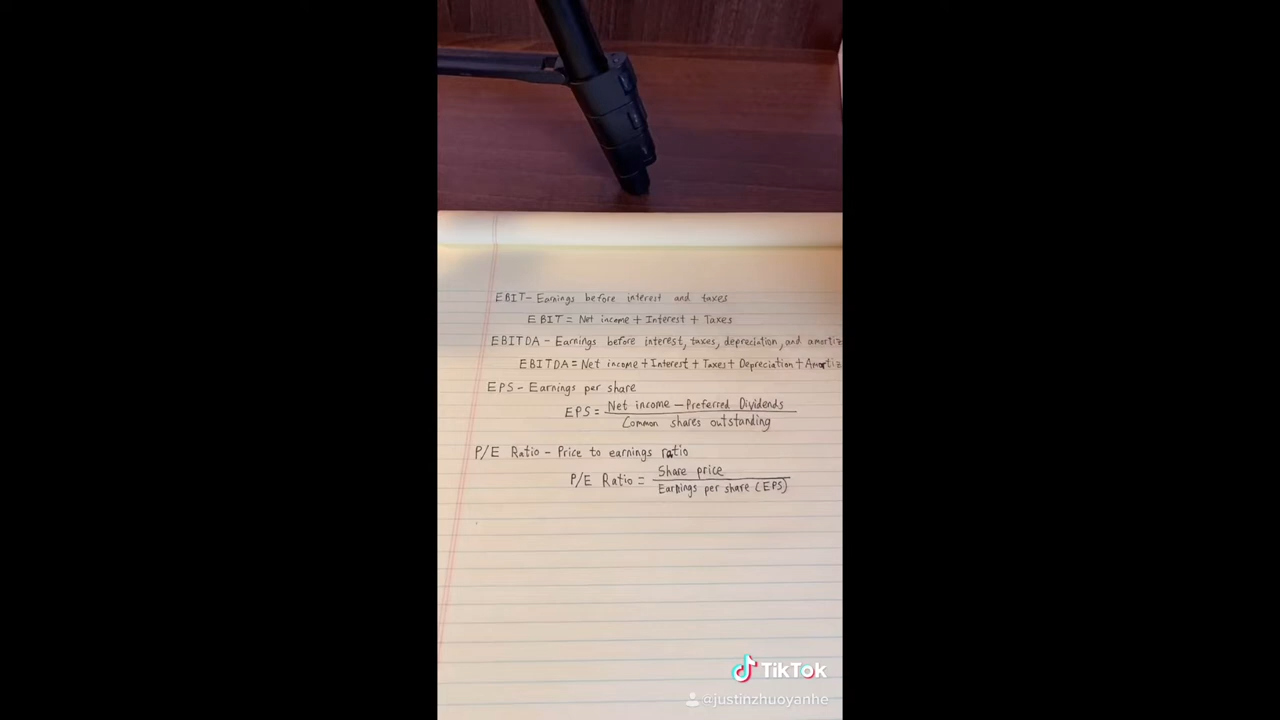 EBIT - Earnings before interest and taxes
EBIT = Net income + Interest + Taxes
EBITDA - Earnings before interest, taxes, depreciation, and amortiz
EBITDA = Net income + Interest + Taxes + Depreciation + Amortiz
EPS - Earnings per share
EPS = Net income - Preferred Dividends
Common shares outstanding
P/E Ratio - Price to earnings ratio
P/E Ratio = Share price
Earnings per share (EPS)
TikTok
@justinzhuoyanhe